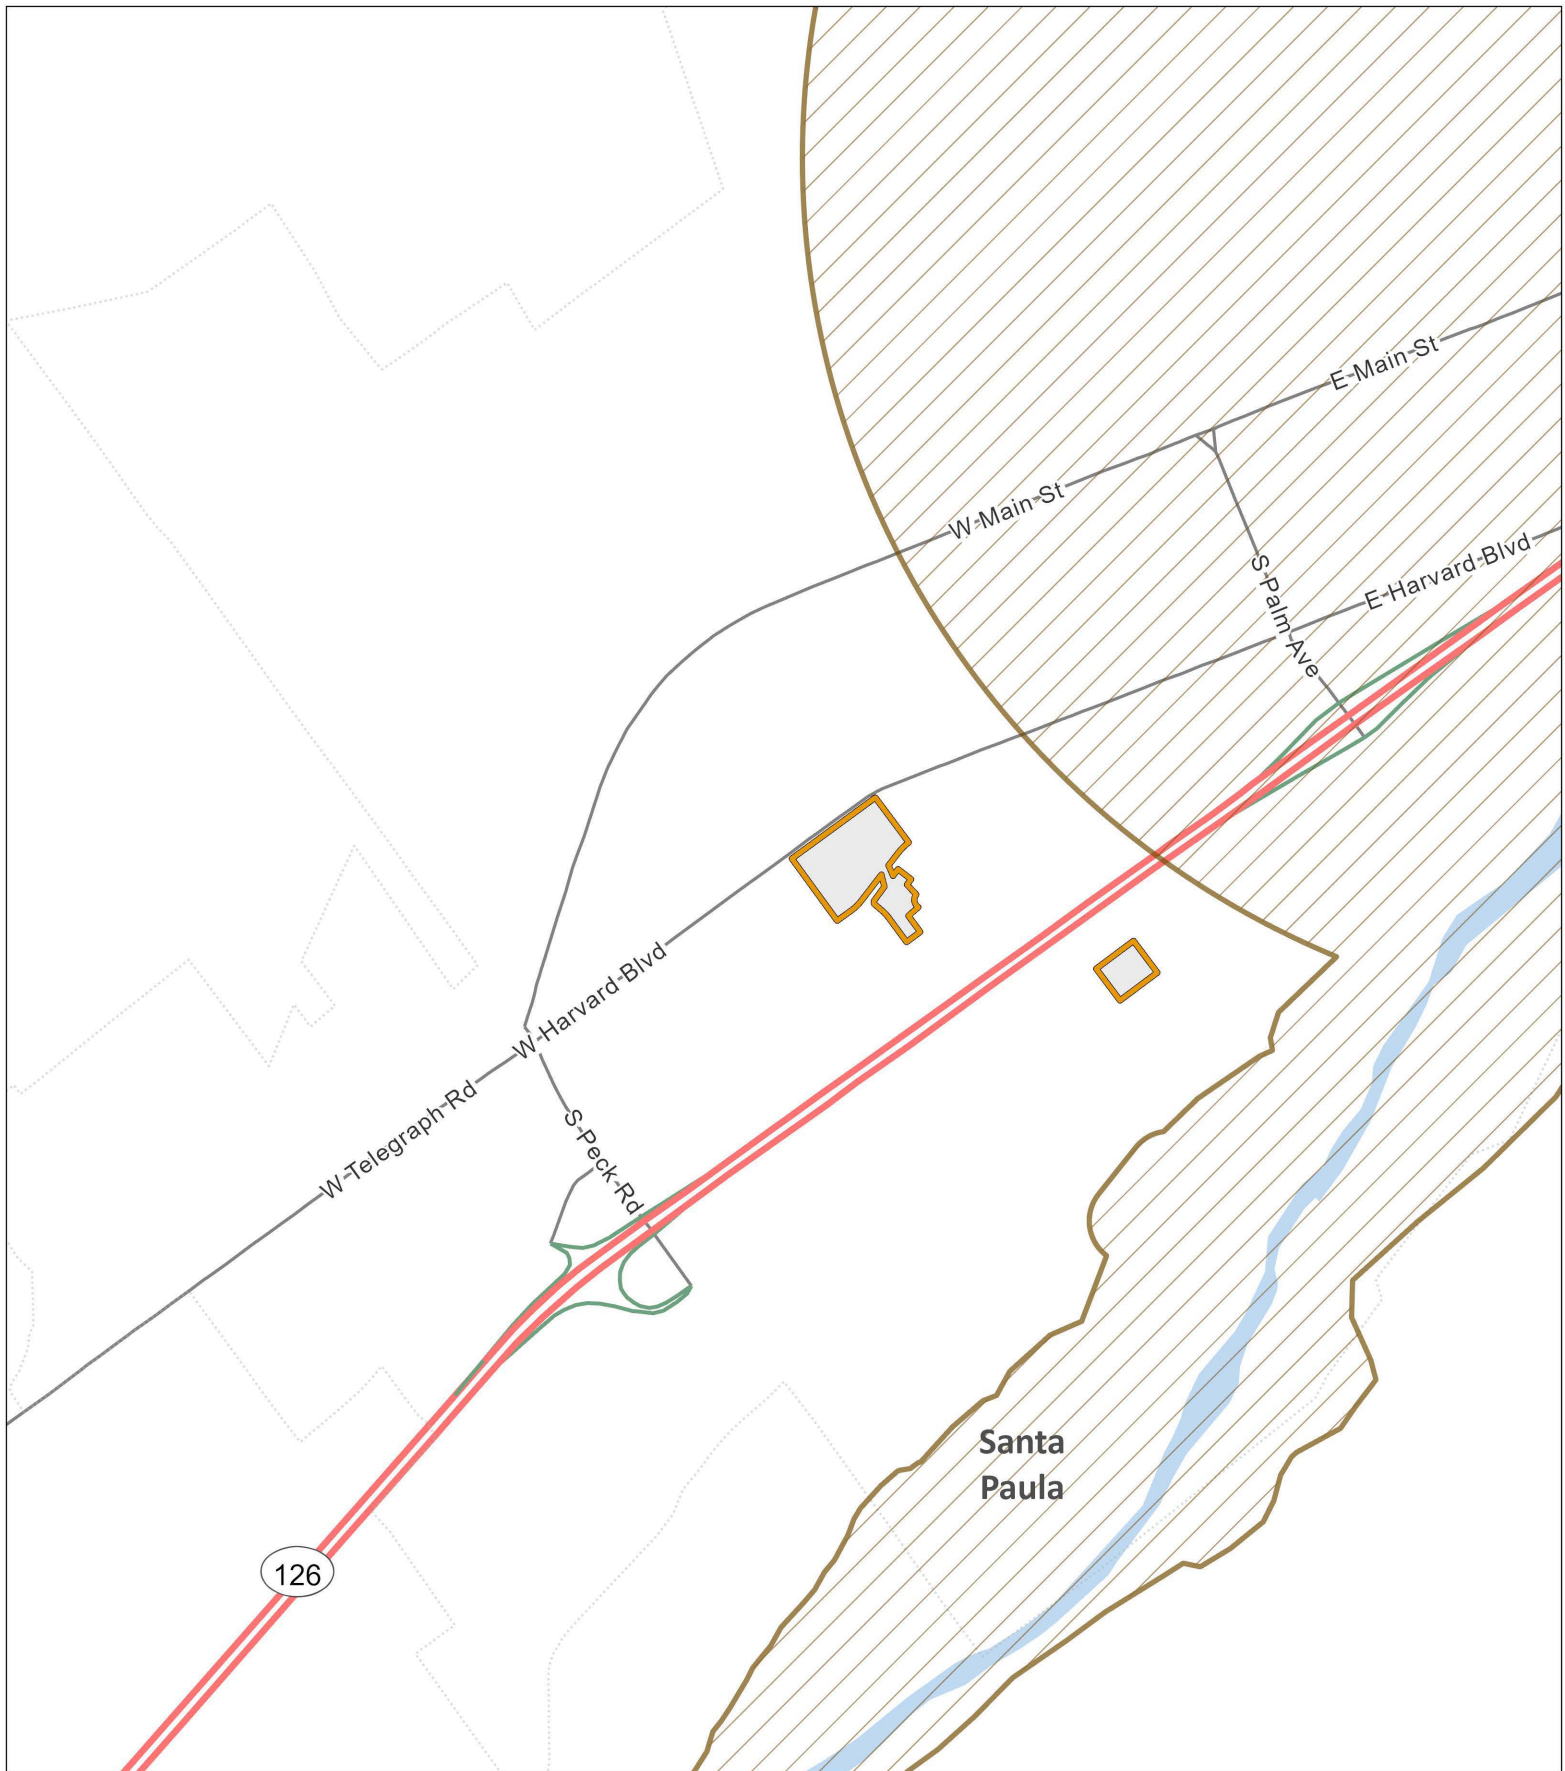 E Main St
W Main St
E Harvard Blvd
S Palm Ave
W Harvard Blvd
W Telegraph Rd
S Peck Rd
Santa
Paula
126